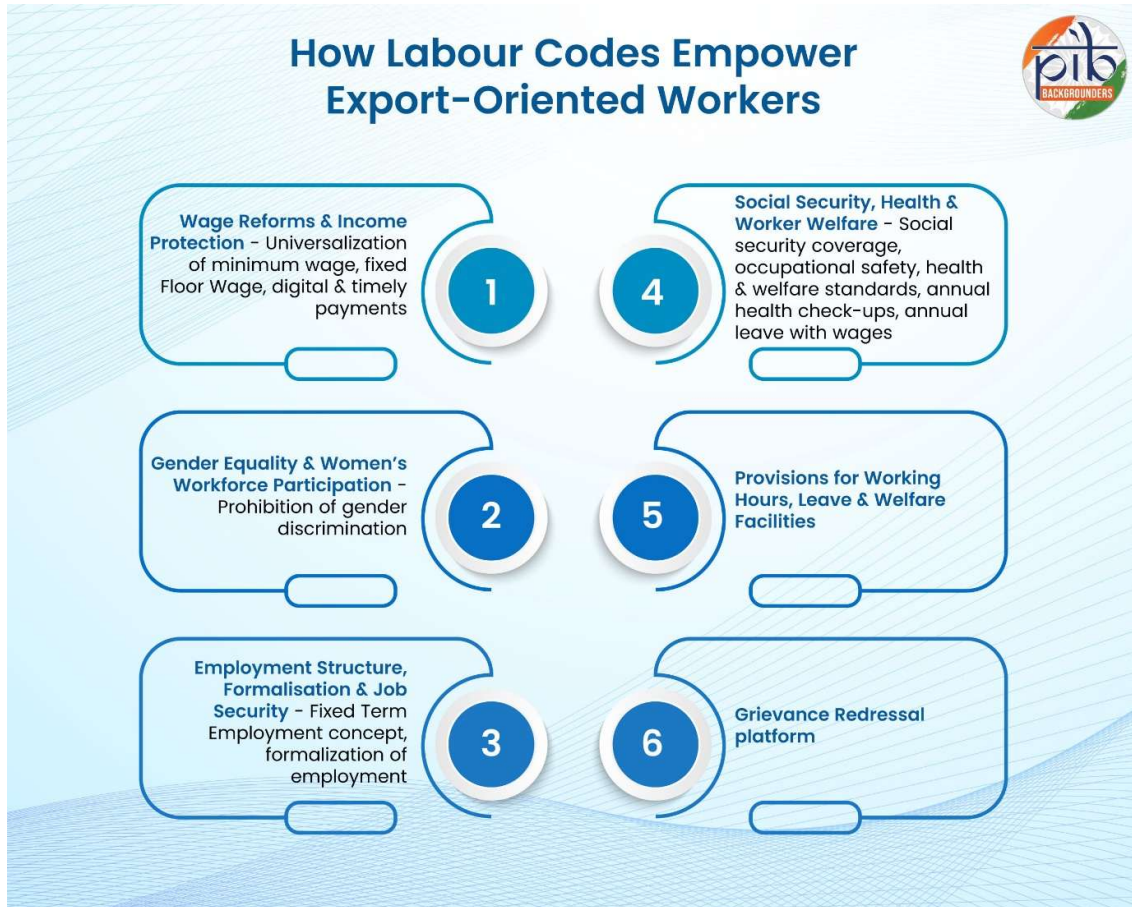 How Labour Codes Empower
Export-Oriented Workers
pib
BACKGROUNDERS
Wage Reforms & Income
Protection - Universalization
of minimum wage, fixed
Floor Wage, digital & timely
payments
1
Gender Equality & Women's
Workforce Participation -
Prohibition of gender
discrimination
2
Employment Structure,
Formalisation & Job
Security - Fixed Term
Employment concept,
formalization of
employment
3
4
Social Security, Health &
Worker Welfare - Social
security coverage,
occupational safety, health
& welfare standards, annual
health check-ups, annual
leave with wages
5
Provisions for Working
Hours, Leave & Welfare
Facilities
6
Grievance Redressal
platform